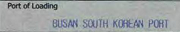 Port of Loading
BUSAN SOUTH KOREAN PORT